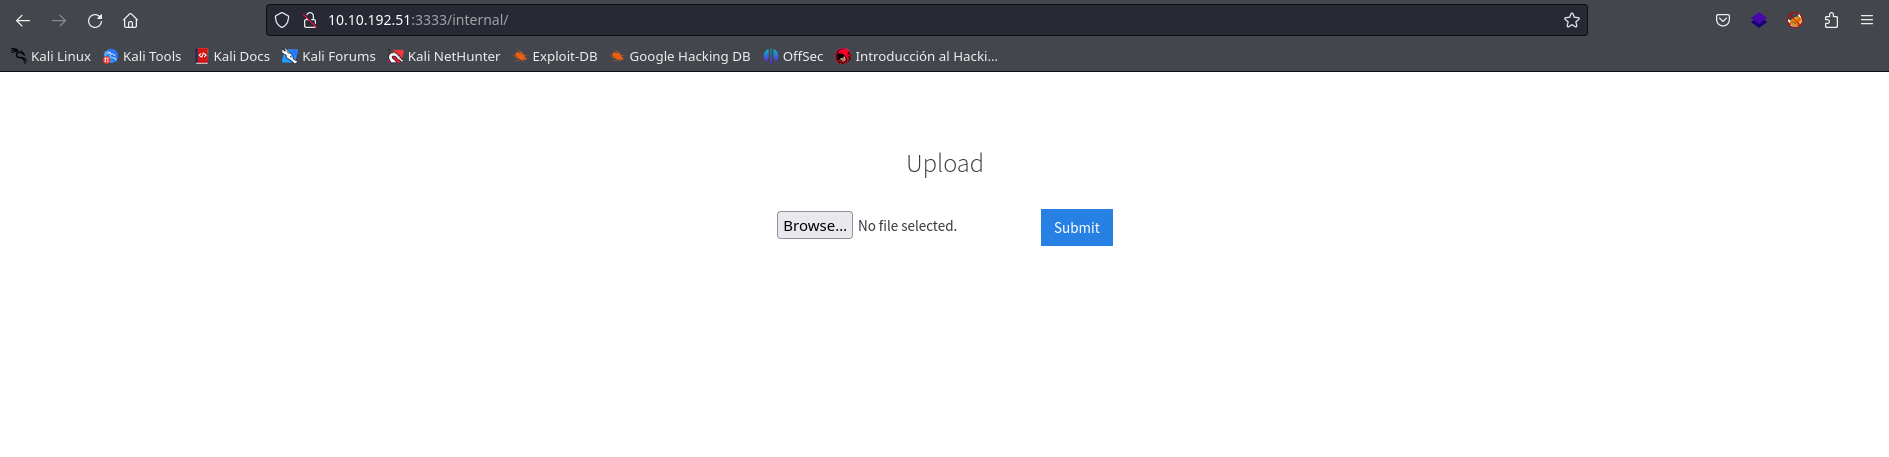 10.10.192.51:3333/internal/
Kali Linux Kali Tools Kali Docs Kali Forums Kali NetHunter Exploit-DB Google Hacking DB OffSec Introducción al Hacki...
Upload
Browse... No file selected. Submit